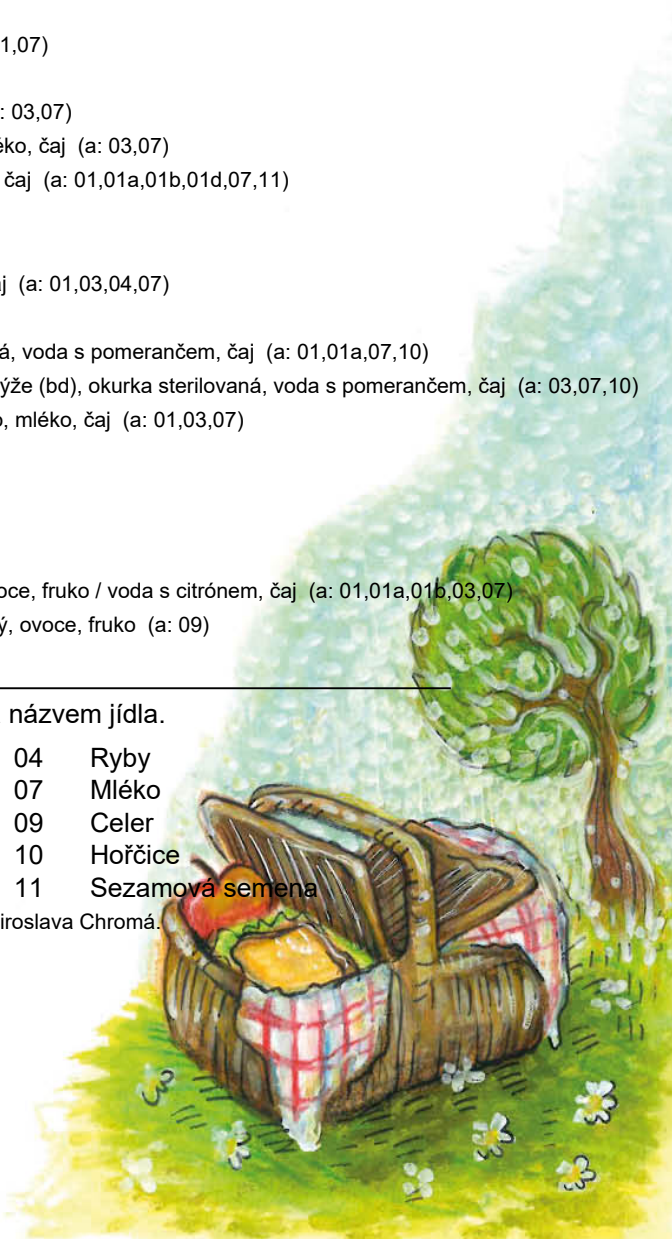 1,07)
: 03,07)
éko, čaj (a: 03,07)
čaj (a: 01,01a,01b,01d,07,11)
aj (a: 01,03,04,07)
á, voda s pomerančem, čaj (a: 01,01a,07,10)
ýže (bd), okurka sterilovaná, voda s pomerančem, čaj (a: 03,07,10)
o, mléko, čaj (a: 01,03,07)
oce, fruko / voda s citrónem, čaj (a: 01,01a,01b,03,07)
ý, ovoce, fruko (a: 09)
názvem jídla.
04 Ryby
07 Mléko
09 Celer
10 Hořčice
11 Sezamová semena
iroslava Chromá.